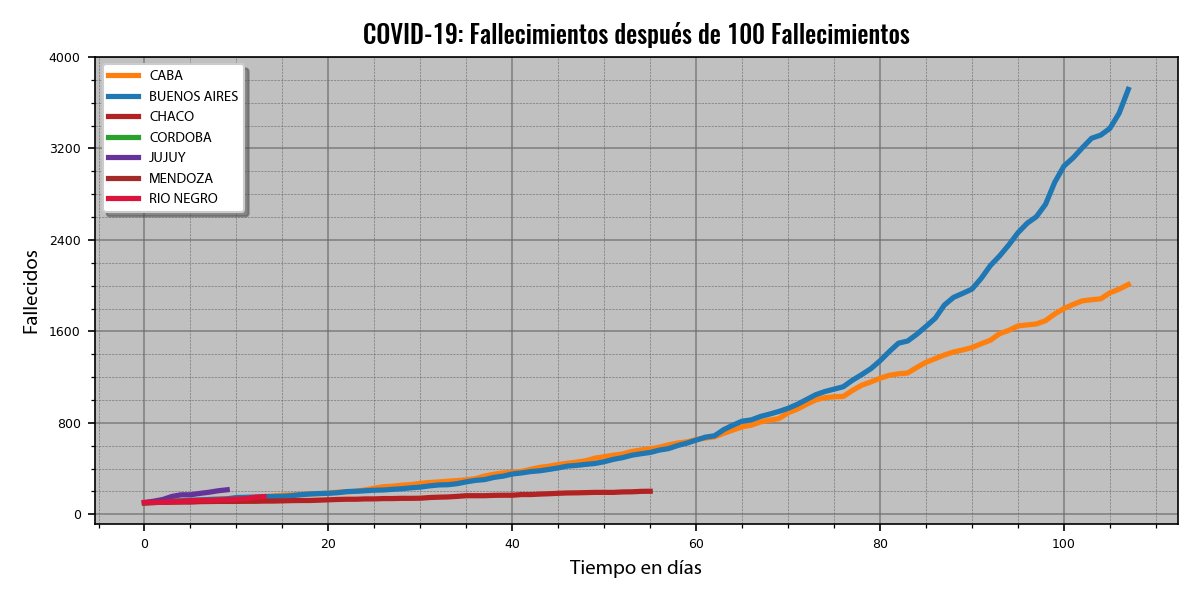 COVID-19: Fallecimientos después de 100 Fallecimientos
4000
3200
2400
1600
800
0
Fallecidos
CABA
BUENOS AIRES
CHACO
CORDOBA
JUJUY
MENDOZA
RIO NEGRO
0 20 40 60 80 100
Tiempo en días